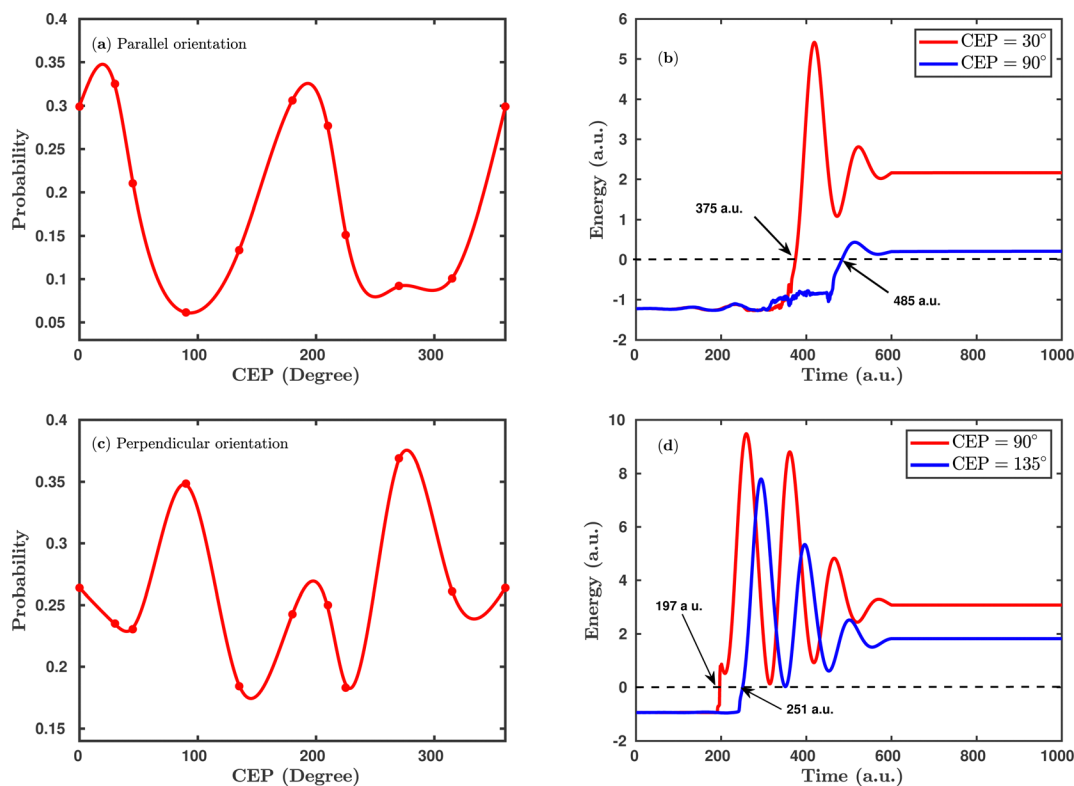 (a) Parallel orientation
Probability
0.4
0.35
0.3
0.25
0.2
0.15
0.1
0.05
0 100 200 300
CEP (Degree)
(b)
CEP = 30°
CEP = 90°
Energy (a.u.)
6
5
4
3
2
1
0
-1
-2
375 a.u.
485 a.u.
0 200 400 600 800 1000
Time (a.u.)
(c) Perpendicular orientation
Probability
0.4
0.35
0.3
0.25
0.2
0.15
0 100 200 300
CEP (Degree)
(d)
CEP = 90°
CEP = 135°
Energy (a.u.)
10
8
6
4
2
0
-2
197 a u.
251 a.u.
0 200 400 600 800 1000
Time (a.u.)